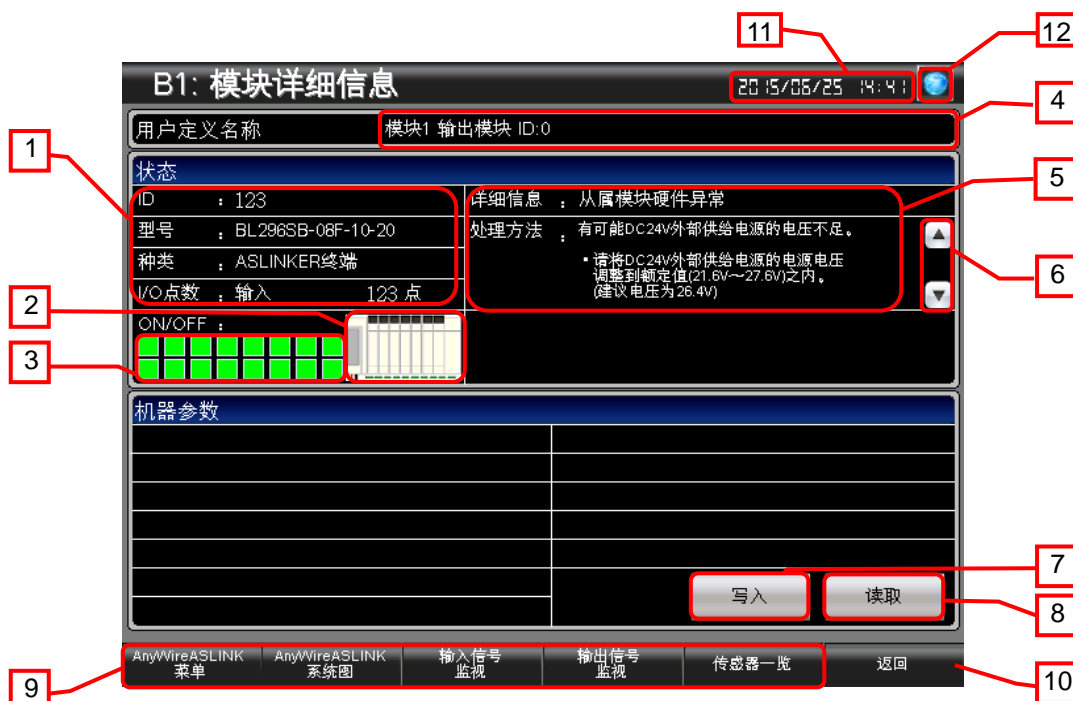 11
12
B1: 模块详细信息
2015/06/25 14:41
4
用户定义名称
模块1 输出模块 ID:0
1
状态
5
ID : 123
详细信息 : 从属模块硬件异常
型号 : BL296SB-08F-10-20
处理方法 : 有可能DC24V外部供给电源的电压不足。
种类 : ASLINKER终端
•请将DC24V外部供给电源的电源电压
调整到额定值(21.6V～27.6V)之内。
(建议电压为26.4V)
6
I/O点数 : 输入 123 点
2
ON/OFF :
3
机器参数
7
写入
读取
8
AnyWireASLINK
菜单
AnyWireASLINK
系统图
输入信号
监视
输出信号
监视
传感器一览
返回
9
10